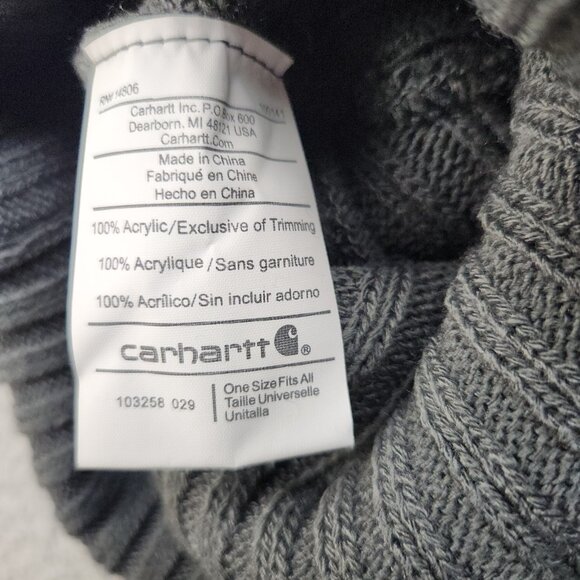 RN# 14806
Carhartt Inc. P.O. Box 600
Dearborn, MI 48121 USA
Carhartt.Com
Made in China
Fabriqué en Chine
Hecho en China
100% Acrylic/Exclusive of Trimming
100% Acrylique/Sans garniture
100% Acrílico/Sin incluir adorno
carhartt ®
103258 029
One Size Fits All
Taille Universelle
Unitalla